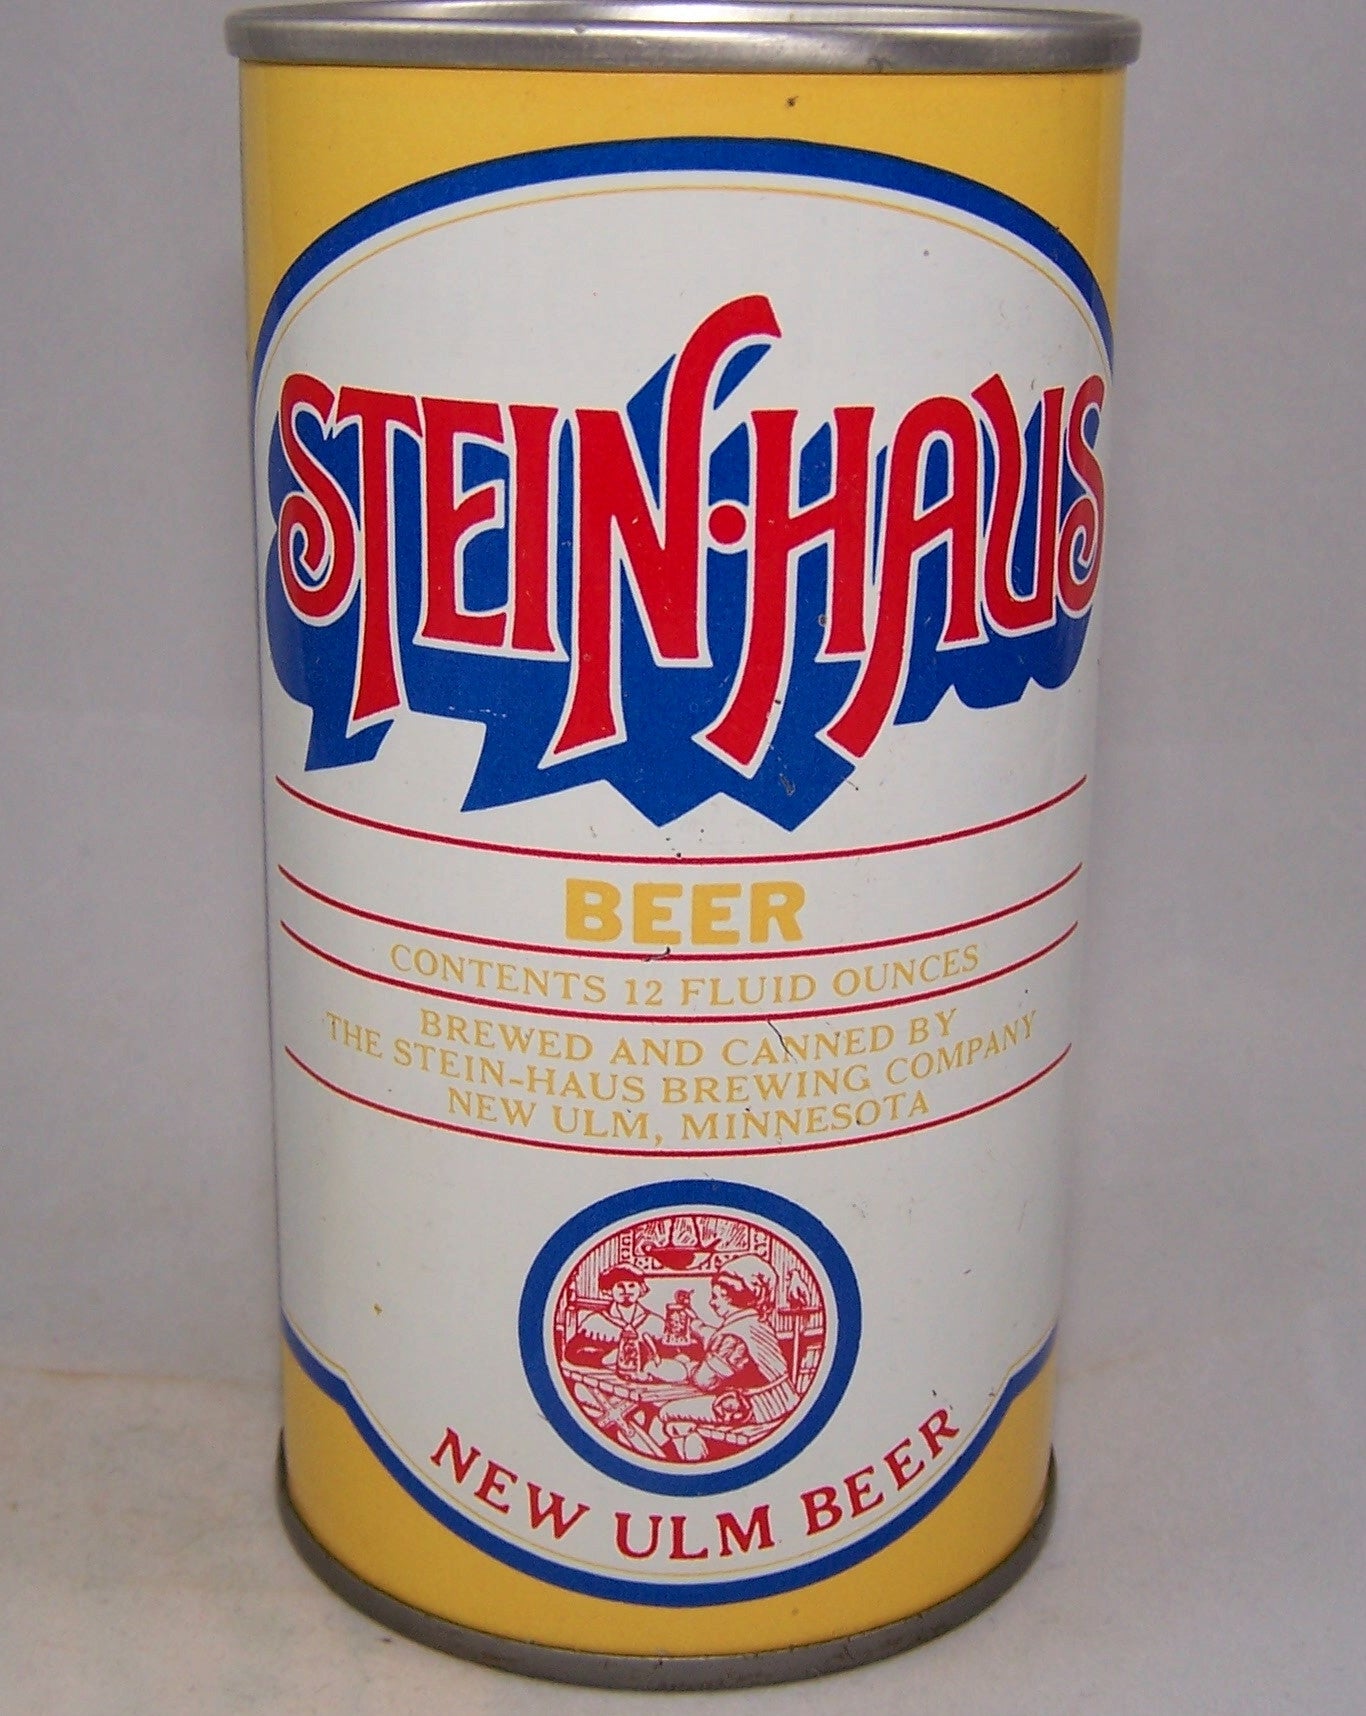 STEIN·HAUS
BEER
CONTENTS 12 FLUID OUNCES
BREWED AND CANNED BY
THE STEIN-HAUS BREWING COMPANY
NEW ULM, MINNESOTA
NEW ULM BEER